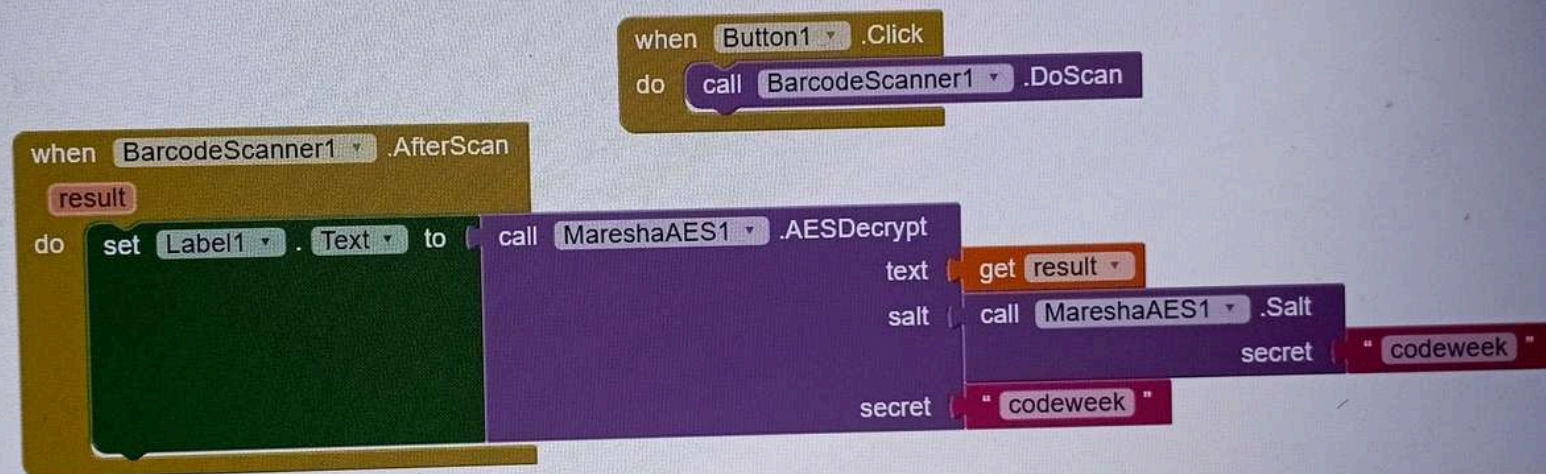 when Button1 .Click
do call BarcodeScanner1 .DoScan
when BarcodeScanner1 .AfterScan
result
do set Label1 . Text to call MareshaAES1 .AESDecrypt
text get result
salt call MareshaAES1 .Salt
secret " codeweek "
secret " codeweek "